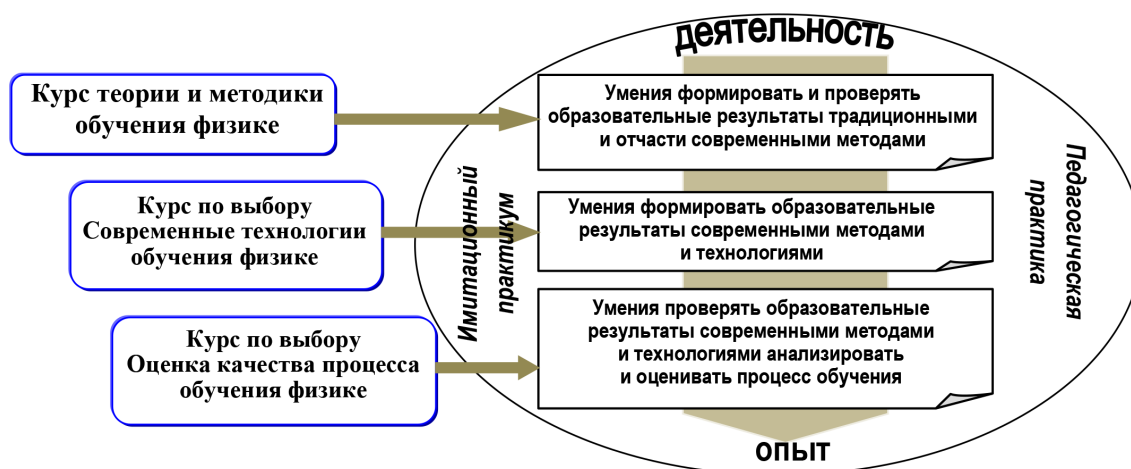 деятельность
Курс теории и методики
обучения физике
Умения формировать и проверять
образовательные результаты традиционными
и отчасти современными методами
Курс по выбору
Современные технологии
обучения физике
Умения формировать образовательные
результаты современными методами
и технологиями
Курс по выбору
Оценка качества процесса
обучения физике
Умения проверять образовательные
результаты современными методами
и технологиями анализировать
и оценивать процесс обучения
Имитационный
практикум
Педагогическая
практика
опыт